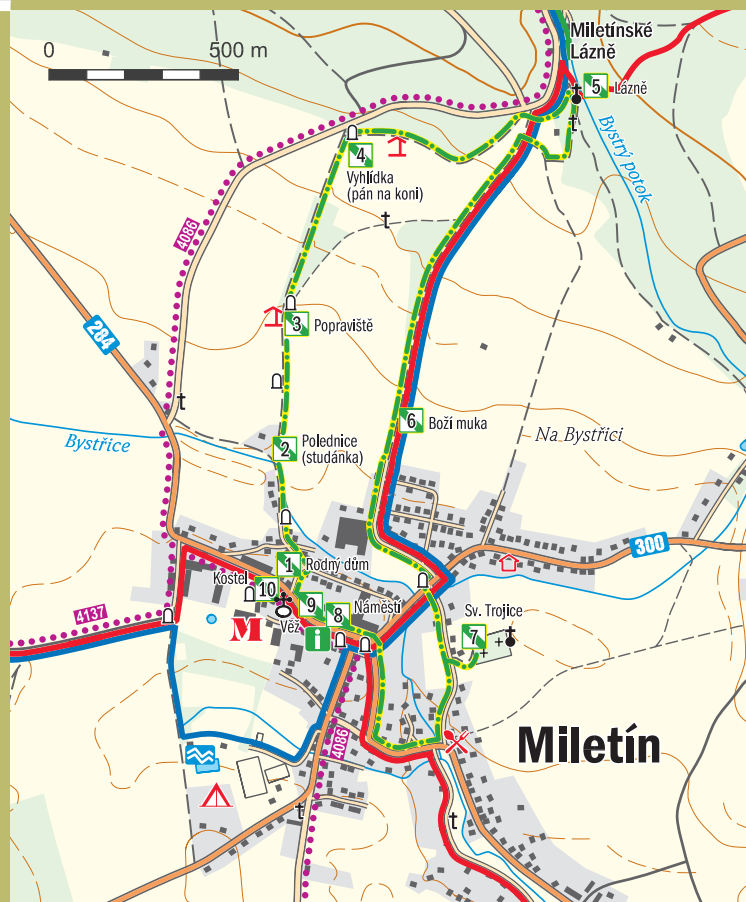 0 500 m
Miletínské
Lázně
5 Lázně
Bystrý potok
4
Vyhlídka
(pán na koni)
4086
284
3 Popraviště
6 Boží muka
Na Bystřici
Bystřice
2 Polednice
(studánka)
300
1 Rodný dům
Kostel
10
9
8 Náměstí
Věž
i
M
4137
Sv. Trojice
7
Miletín
4086